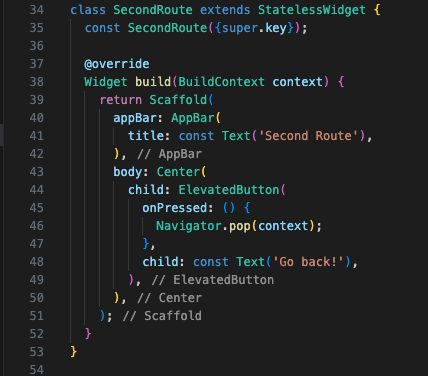 34 class SecondRoute extends StatelessWidget {
35   const SecondRoute({super.key});
36
37   @override
38   Widget build(BuildContext context) {
39     return Scaffold(
40       appBar: AppBar(
41         title: const Text('Second Route'),
42       ), // AppBar
43       body: Center(
44         child: ElevatedButton(
45           onPressed: () {
46             Navigator.pop(context);
47           },
48           child: const Text('Go back!'),
49         ), // ElevatedButton
50       ), // Center
51     ); // Scaffold
52   }
53 }
54